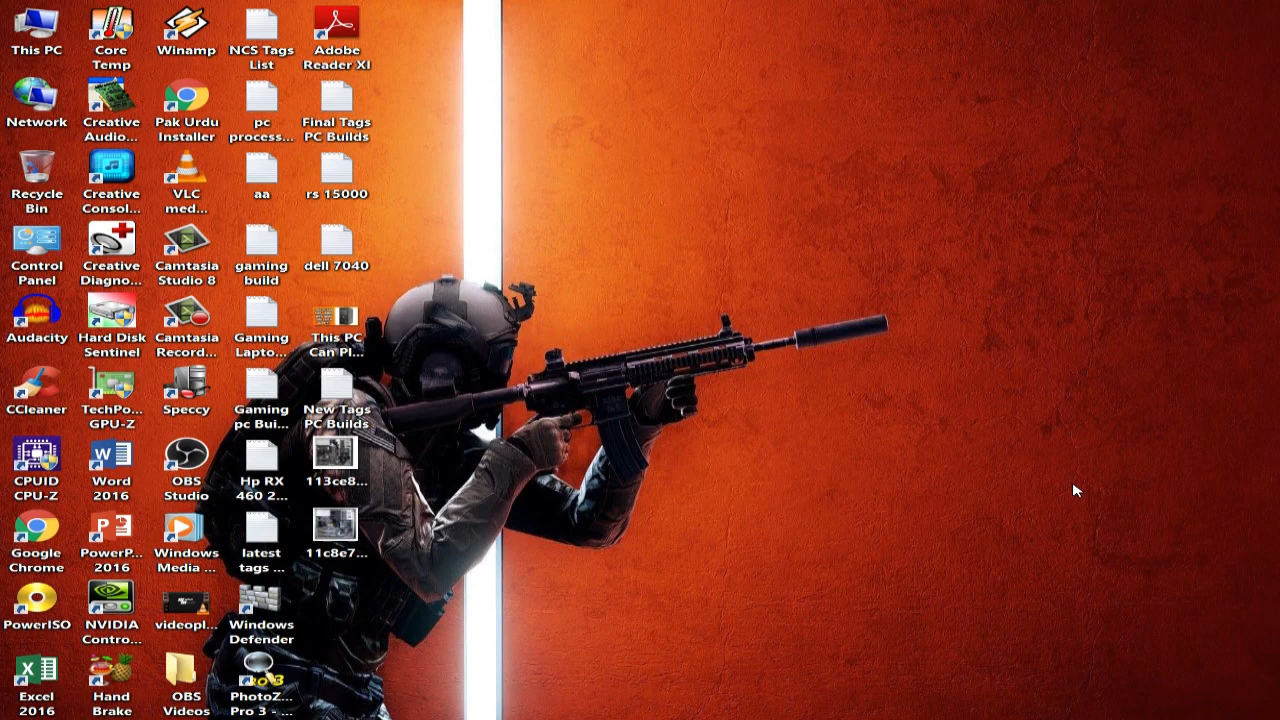 This PC
Core
Temp
Winamp
NCS Tags
List
Adobe
Reader XI
Network
Creative
Audio...
Pak Urdu
Installer
pc
process...
Final Tags
PC Builds
Recycle
Bin
Creative
Consol...
VLC
med...
aa
rs 15000
Control
Panel
Creative
Diagno...
Camtasia
Studio 8
gaming
build
dell 7040
Audacity
Hard Disk
Sentinel
Camtasia
Record...
Gaming
Lapto...
This PC
Can Pl...
CCleaner
TechPo...
GPU-Z
Speccy
Gaming
pc Bui...
New Tags
PC Builds
CPUID
CPU-Z
Word
2016
OBS
Studio
Hp RX
460 2...
113ce8...
Google
Chrome
PowerP...
2016
Windows
Media ...
latest
tags ...
11c8e7...
PowerISO
NVIDIA
Contro...
videopl...
Windows
Defender
Excel
2016
Hand
Brake
OBS
Videos
PhotoZ...
Pro 3 - ...